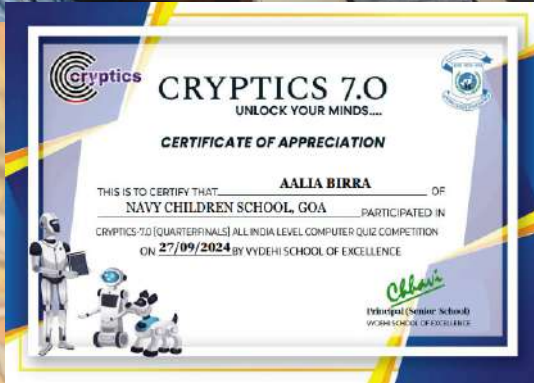 cryptics
CRYPTICS 7.O
UNLOCK YOUR MINDS....
CERTIFICATE OF APPRECIATION
THIS IS TO CERTIFY THAT AALIA BIRRA OF
NAVY CHILDREN SCHOOL, GOA PARTICIPATED IN
CRYPTICS-7.0 [QUARTERFINALS] ALL INDIA LEVEL COMPUTER QUIZ COMPETITION
ON 27/09/2024 BY VYDEHI SCHOOL OF EXCELLENCE
Chhavi
Principal (Senior School)
VYDEHI SCHOOL OF EXCELLENCE